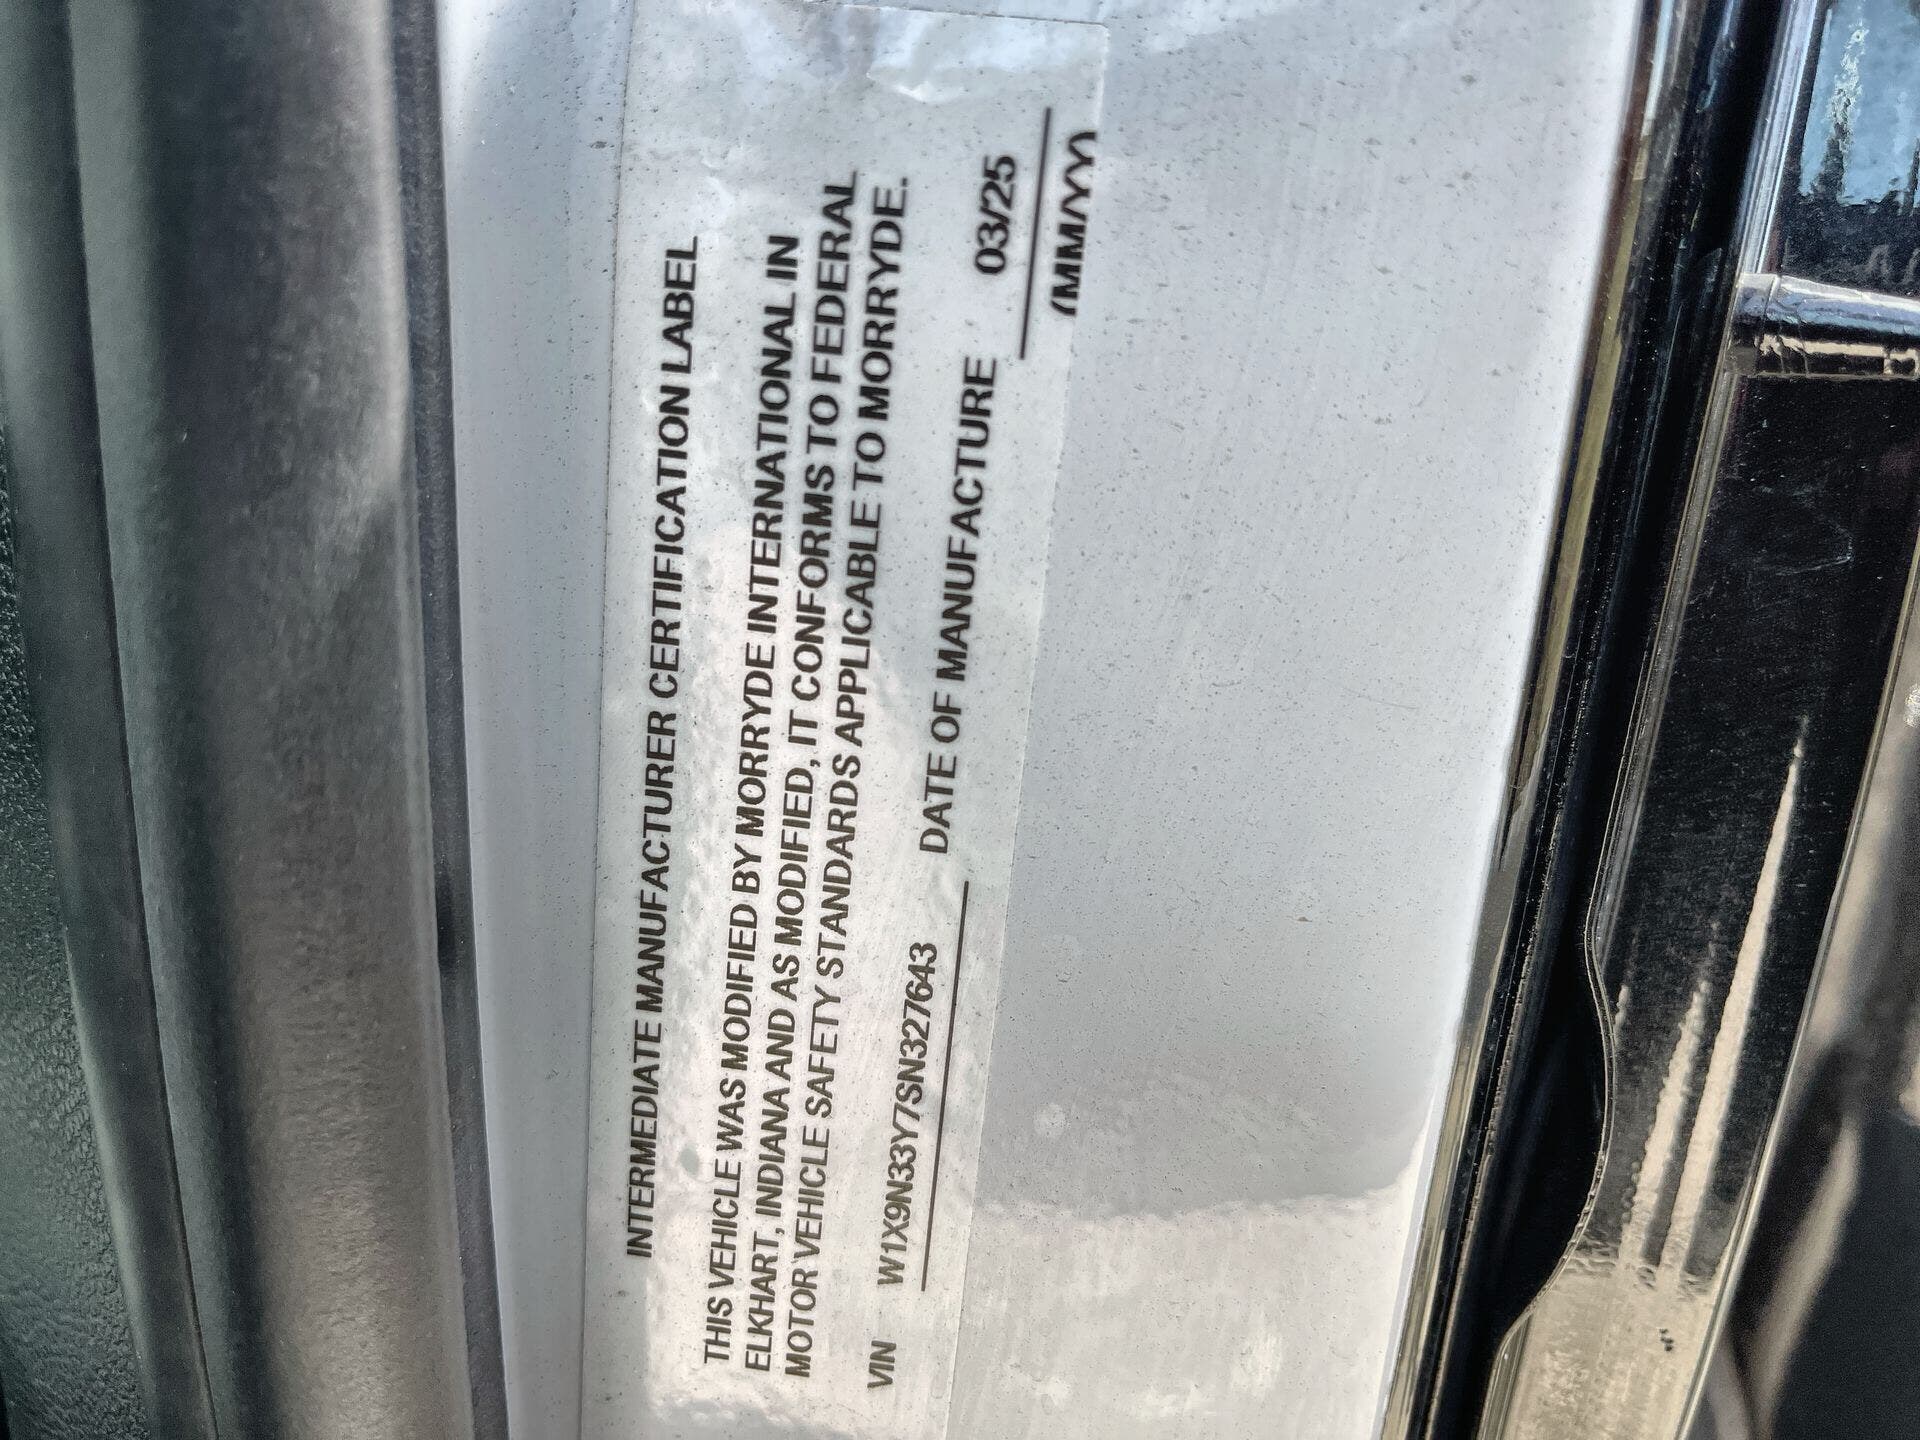 INTERMEDIATE MANUFACTURER CERTIFICATION LABEL
THIS VEHICLE WAS MODIFIED BY MORRYDE INTERNATIONAL IN
ELKHART, INDIANA AND AS MODIFIED, IT CONFORMS TO FEDERAL
MOTOR VEHICLE SAFETY STANDARDS APPLICABLE TO MORRYDE.
VIN W1X9N33Y7SN327643 DATE OF MANUFACTURE 03/25
(MM/YY)